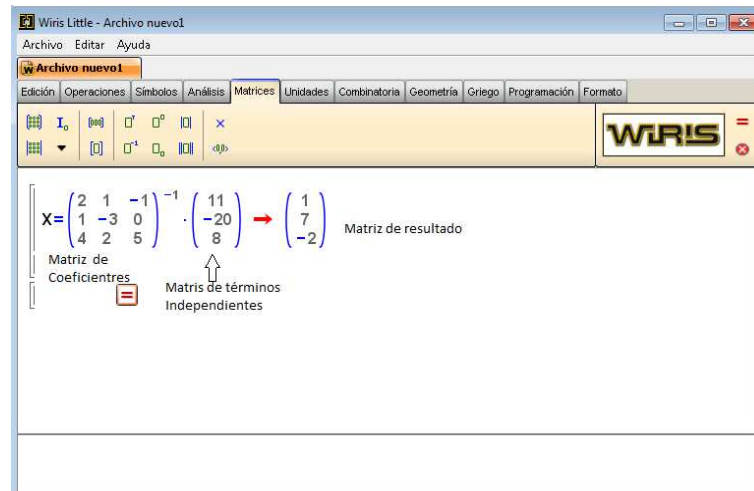 Wiris Little - Archivo nuevo1
Archivo Editar Ayuda
Archivo nuevo1
Edición Operaciones Símbolos Análisis Matrices Unidades Combinatoria Geometría Griego Programación Formato
WIRIS
X= ( 2 1 -1 ) -1 · ( 11 ) → ( 1 )
( 1 -3 0 ) ( -20 ) ( 7 )
( 4 2 5 ) ( 8 ) ( -2 )
Matriz de resultado
Matriz de
Coeficientres
Matris de términos
Independientes
=